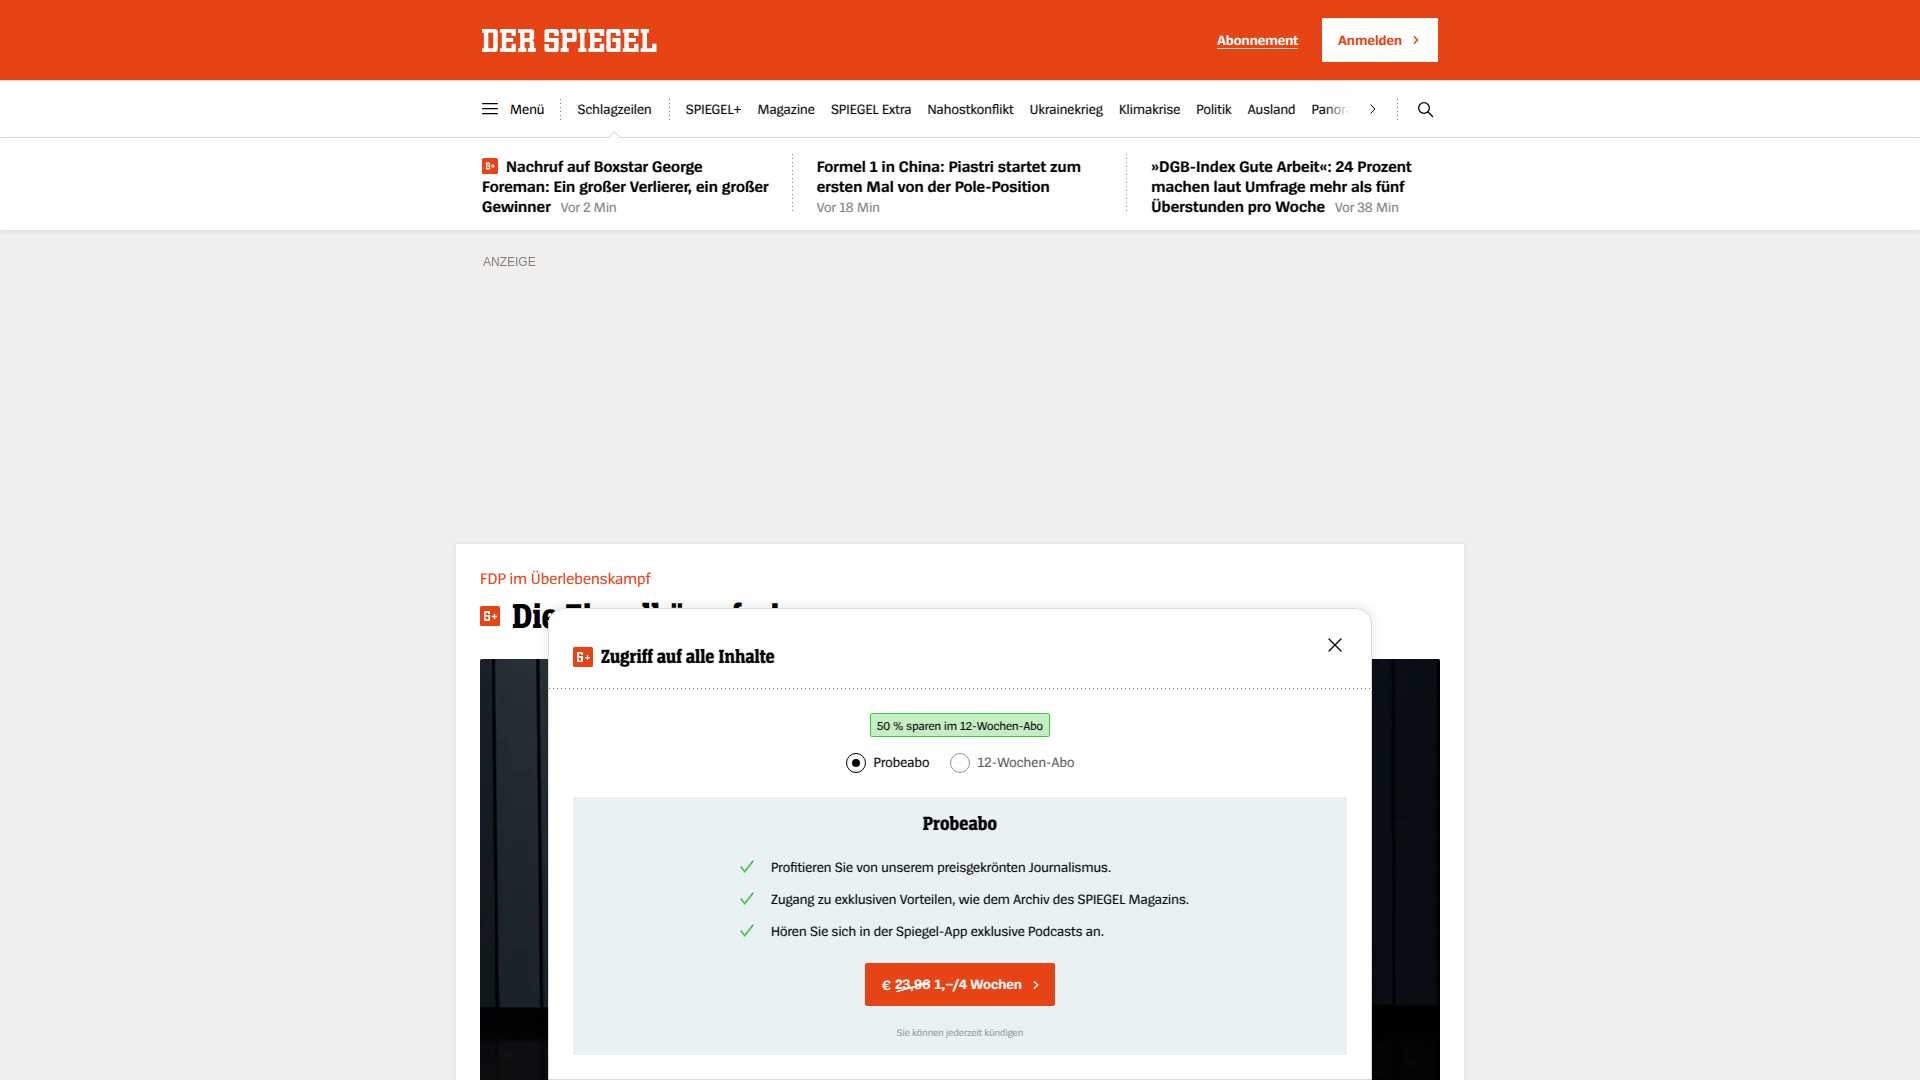 DER SPIEGEL
Abonnement
Anmelden
Menü
Schlagzeilen
SPIEGEL+
Magazine
SPIEGEL Extra
Nahostkonflikt
Ukrainekrieg
Klimakrise
Politik
Ausland
Nachruf auf Boxstar George
Foreman: Ein großer Verlierer, ein großer
Gewinner Vor 2 Min
Formel 1 in China: Piastri startet zum
ersten Mal von der Pole-Position
Vor 18 Min
»DGB-Index Gute Arbeit«: 24 Prozent
machen laut Umfrage mehr als fünf
Überstunden pro Woche Vor 38 Min
ANZEIGE
FDP im Überlebenskampf
Die
Zugriff auf alle Inhalte
50 % sparen im 12-Wochen-Abo
Probeabo
12-Wochen-Abo
Probeabo
Profitieren Sie von unserem preisgekrönten Journalismus.
Zugang zu exklusiven Vorteilen, wie dem Archiv des SPIEGEL Magazins.
Hören Sie sich in der Spiegel-App exklusive Podcasts an.
€ 23,96 1,–/4 Wochen
Sie können jederzeit kündigen